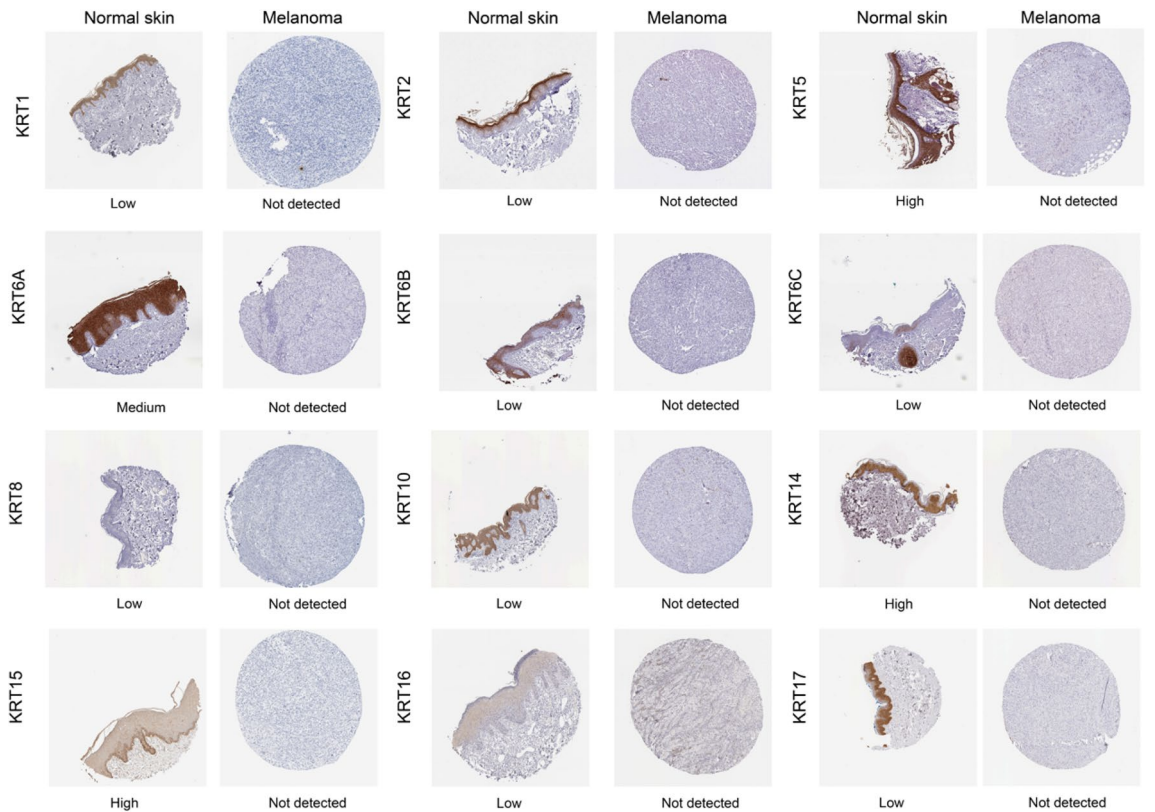 Normal skin Melanoma Normal skin Melanoma Normal skin Melanoma
KRT1 KRT2 KRT5
Low Not detected Low Not detected High Not detected
KRT6A KRT6B KRT6C
Medium Not detected Low Not detected Low Not detected
KRT8 KRT10 KRT14
Low Not detected Low Not detected High Not detected
KRT15 KRT16 KRT17
High Not detected Low Not detected Low Not detected